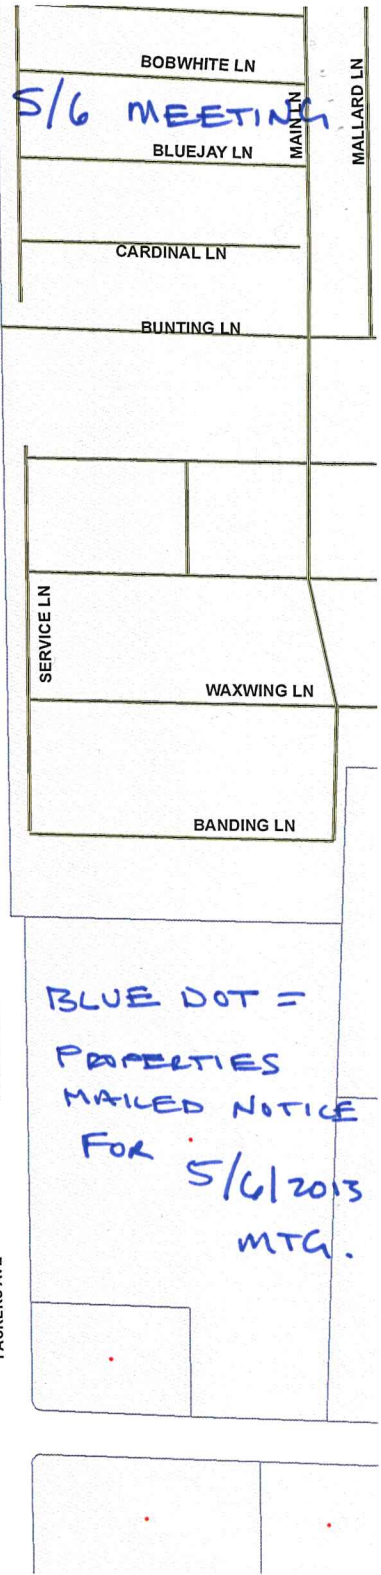 BOBWHITE LN
5/6 MEETING
MAIN LN
MALLARD LN
BLUEJAY LN
CARDINAL LN
BUNTING LN
SERVICE LN
WAXWING LN
BANDING LN
BLUE DOT =
PROPERTIES
MAILED NOTICE
FOR 5/6/2013
MTG.